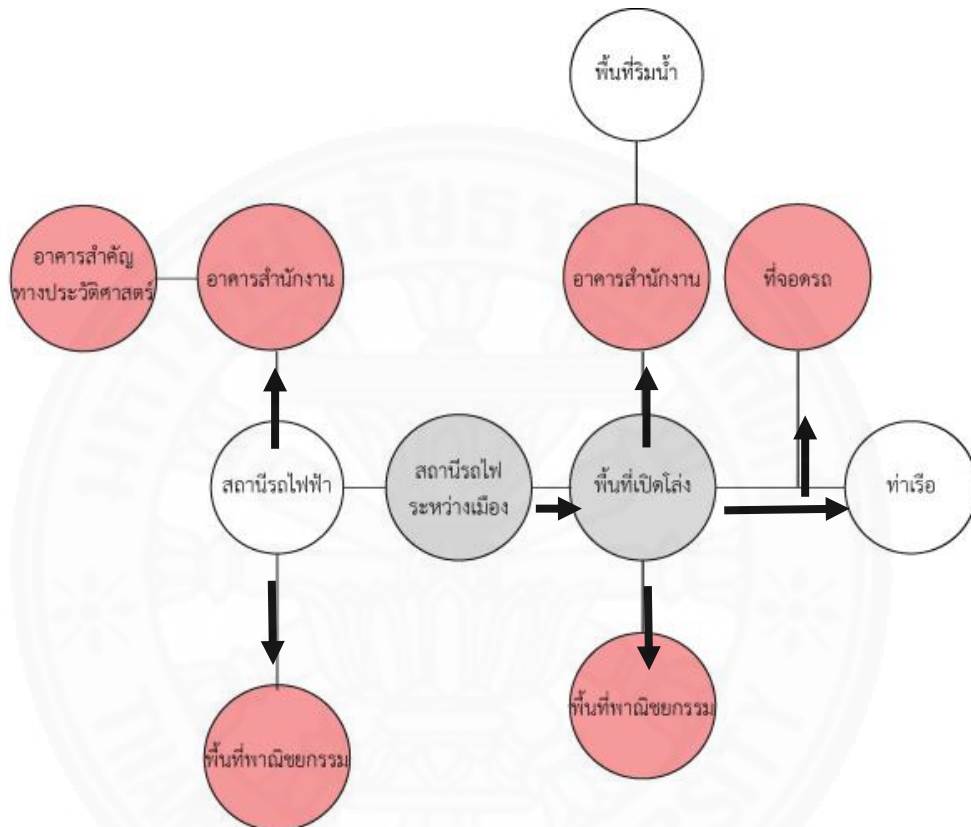 พื้นที่ริมน้ำ
อาคารสำคัญ
ทางประวัติศาสตร์
อาคารสำนักงาน
อาคารสำนักงาน
ที่จอดรถ
สถานีรถไฟฟ้า
สถานีรถไฟ
ระหว่างเมือง
พื้นที่เปิดโล่ง
ท่าเรือ
พื้นที่พาณิชยกรรม
พื้นที่พาณิชยกรรม